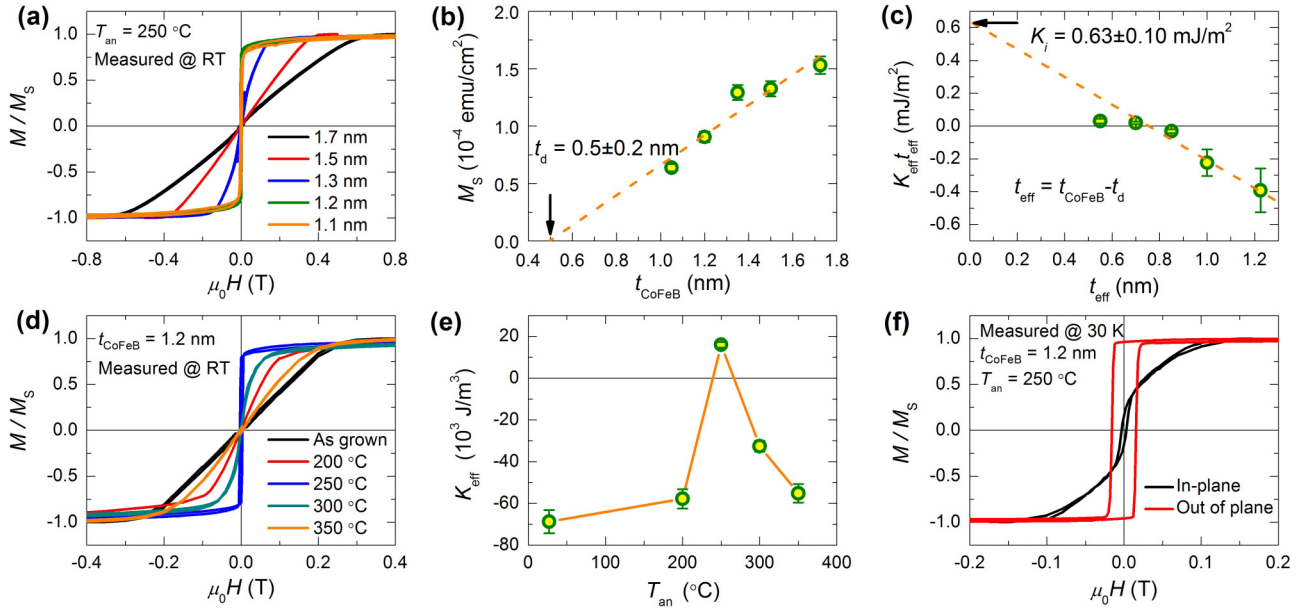 (a)
T_an = 250 °C
Measured @ RT
M / M_S
1.0
0.5
0.0
-0.5
-1.0
1.7 nm
1.5 nm
1.3 nm
1.2 nm
1.1 nm
-0.8 -0.4 0.0 0.4 0.8
μ₀H (T)
(b)
M_S (10⁻⁴ emu/cm²)
2.0
1.5
1.0
0.5
0.0
t_d = 0.5±0.2 nm
0.4 0.6 0.8 1.0 1.2 1.4 1.6 1.8
t_CoFeB (nm)
(c)
K_eff t_eff (mJ/m²)
0.6
0.4
0.2
0.0
-0.2
-0.4
-0.6
K_i = 0.63±0.10 mJ/m²
t_eff = t_CoFeB-t_d
0.0 0.2 0.4 0.6 0.8 1.0 1.2
t_eff (nm)
(d)
t_CoFeB = 1.2 nm
Measured @ RT
M / M_S
1.0
0.5
0.0
-0.5
-1.0
As grown
200 °C
250 °C
300 °C
350 °C
-0.4 -0.2 0.0 0.2 0.4
μ₀H (T)
(e)
K_eff (10³ J/m³)
20
0
-20
-40
-60
-80
0 100 200 300 400
T_an (°C)
(f)
Measured @ 30 K
t_CoFeB = 1.2 nm
T_an = 250 °C
M / M_S
1.0
0.5
0.0
-0.5
-1.0
In-plane
Out of plane
-0.2 -0.1 0.0 0.1 0.2
μ₀H (T)